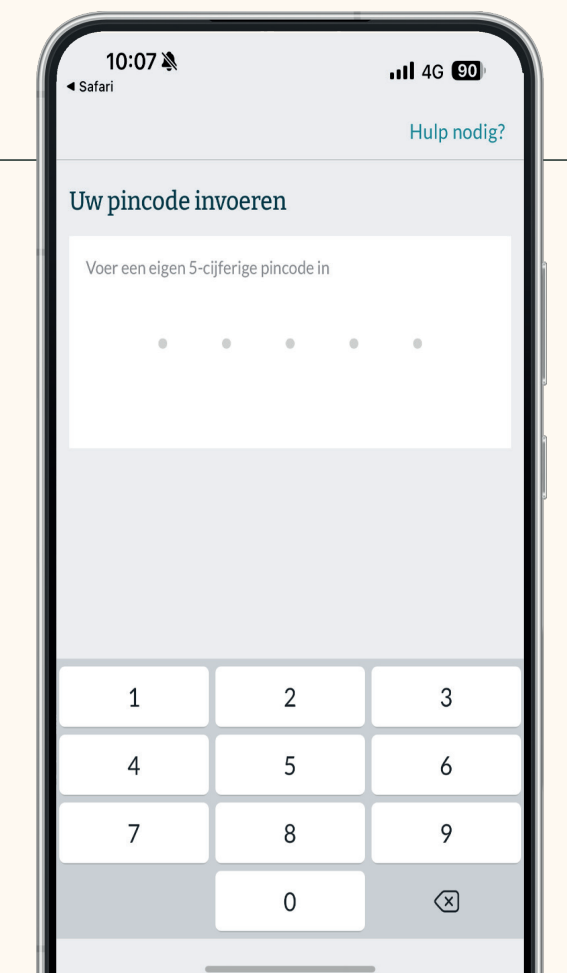 10:07
4G 90
◀ Safari
Hulp nodig?
Uw pincode invoeren
Voer een eigen 5-cijferige pincode in
1 2 3
4 5 6
7 8 9
0